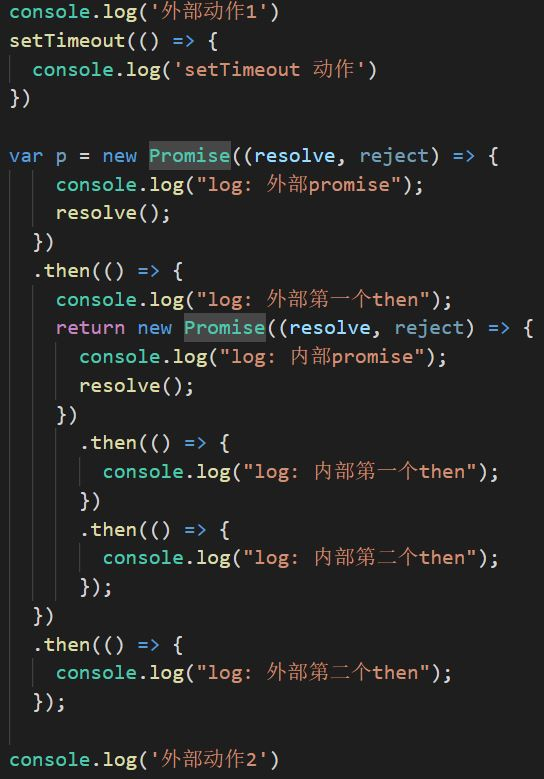 console.log('外部动作1')
setTimeout(() => {
  console.log('setTimeout 动作')
})

var p = new Promise((resolve, reject) => {
    console.log("log: 外部promise");
    resolve();
  })
  .then(() => {
    console.log("log: 外部第一个then");
    return new Promise((resolve, reject) => {
      console.log("log: 内部promise");
      resolve();
    })
      .then(() => {
        console.log("log: 内部第一个then");
      })
      .then(() => {
        console.log("log: 内部第二个then");
      });
  })
  .then(() => {
    console.log("log: 外部第二个then");
  });

console.log('外部动作2')